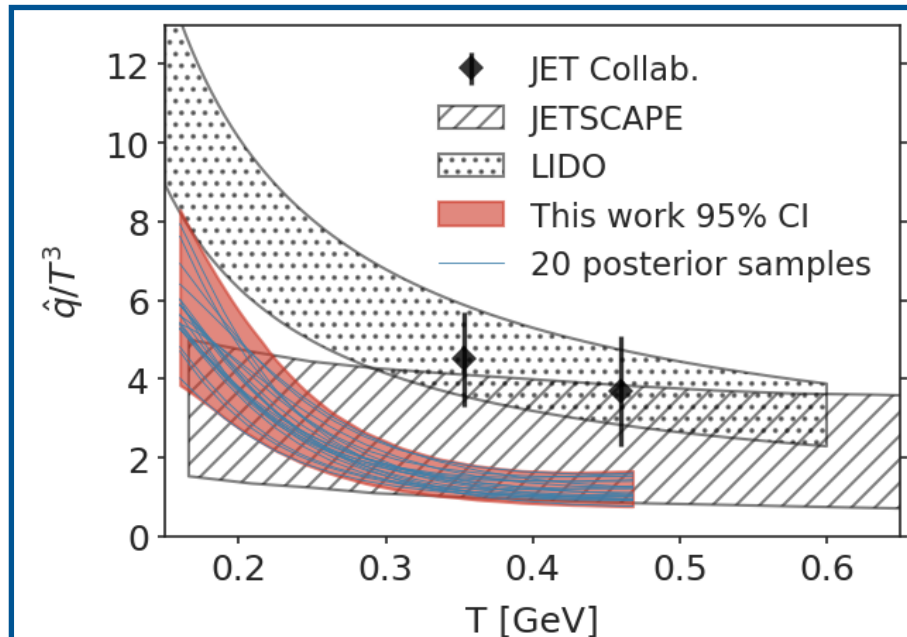 12
10
8
6
4
2
0
q̂/T³
JET Collab.
JETSCAPE
LIDO
This work 95% CI
20 posterior samples
0.2 0.3 0.4 0.5 0.6
T [GeV]